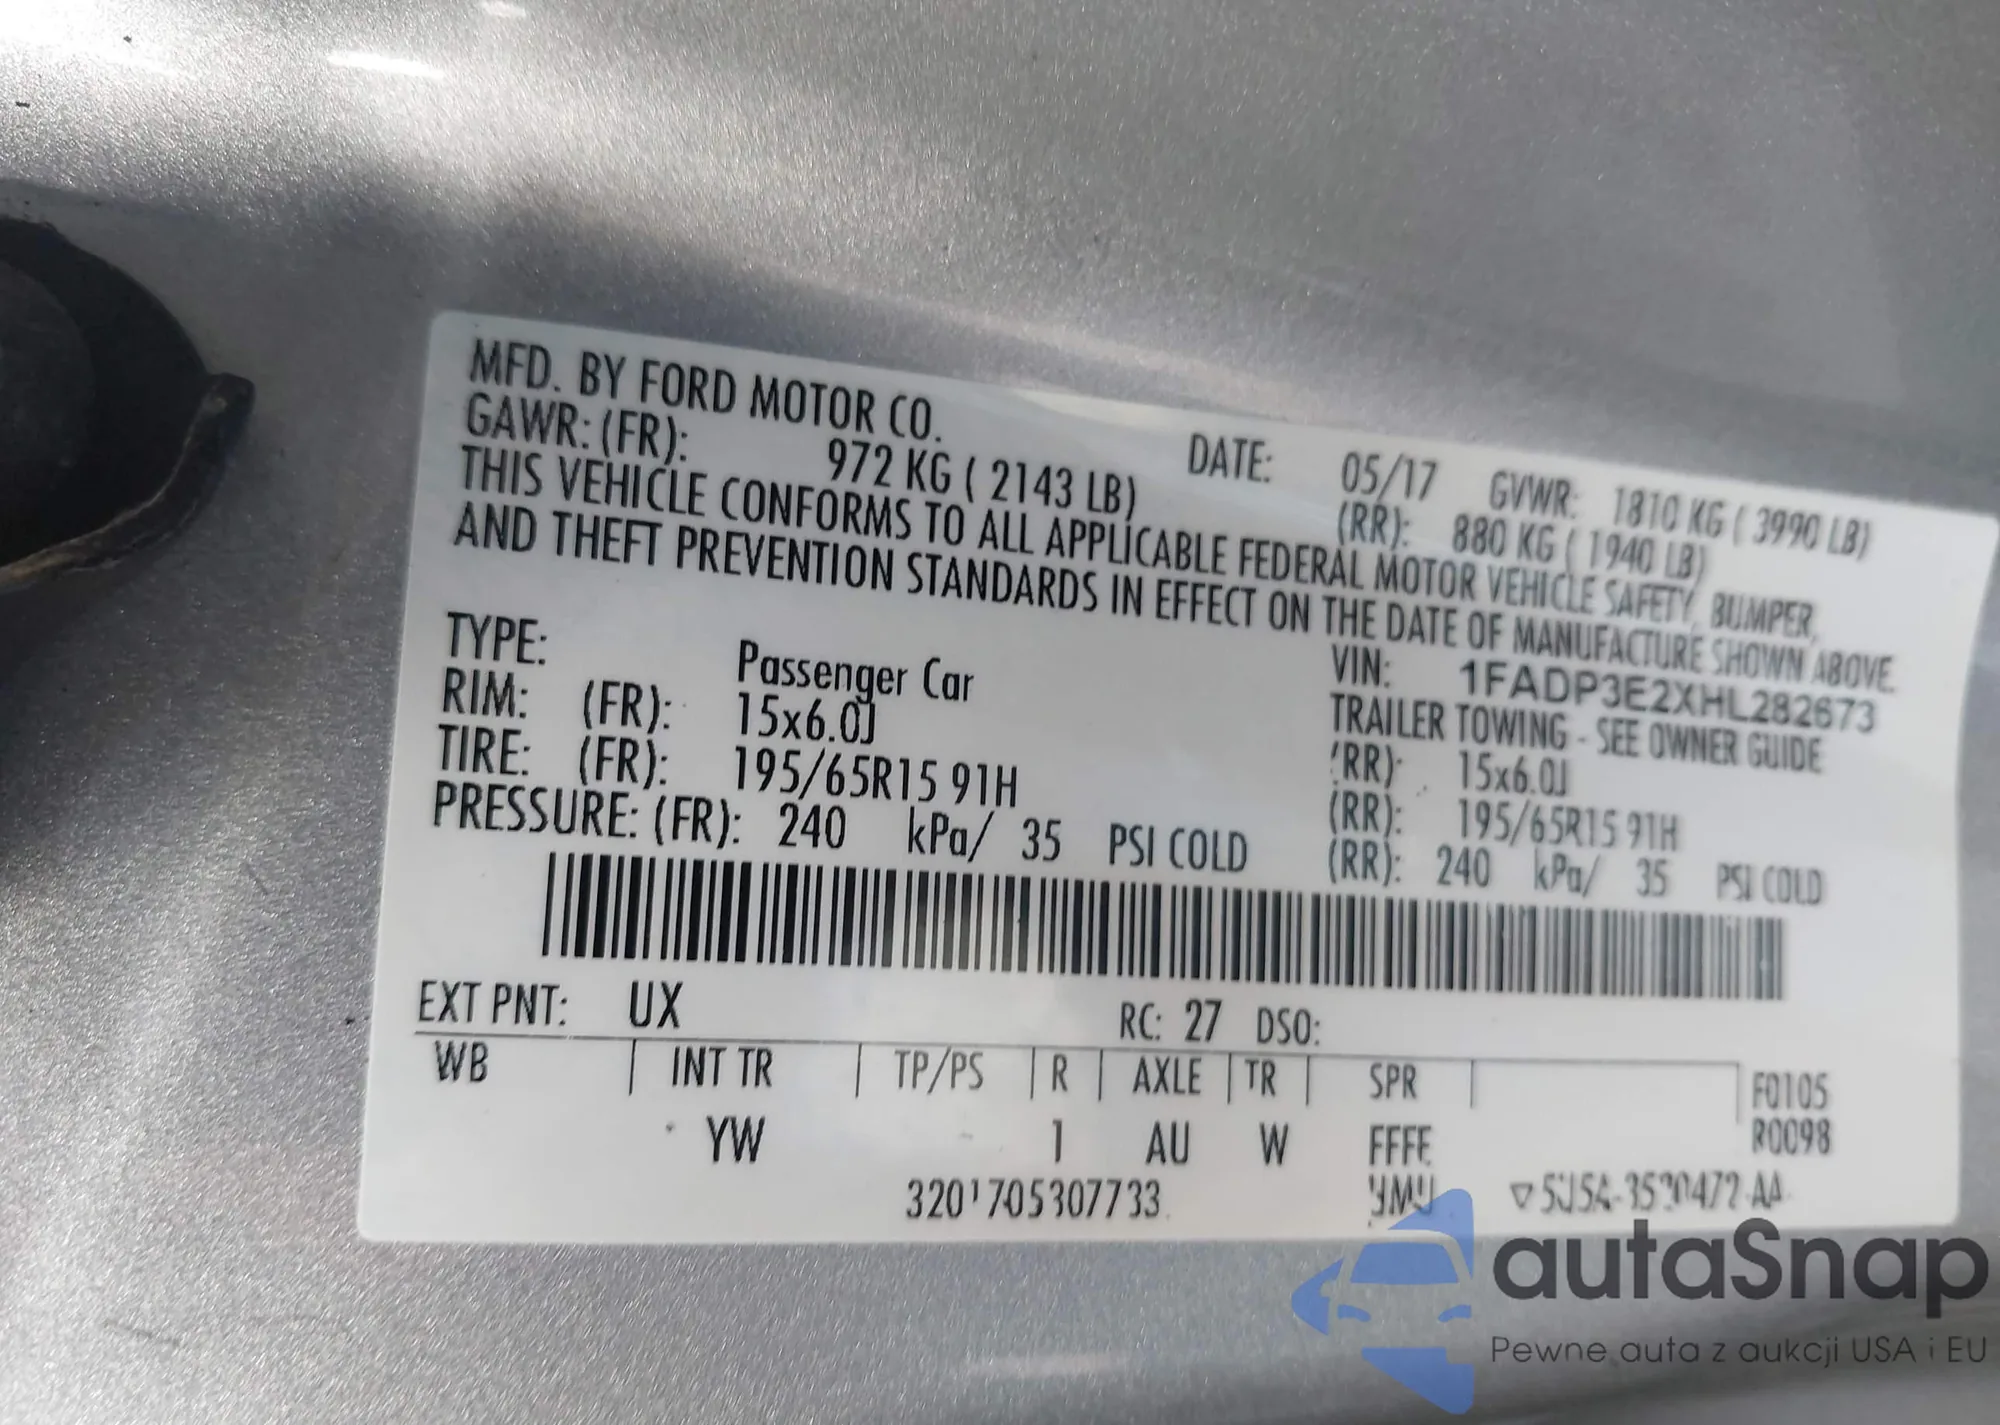 MFD. BY FORD MOTOR CO. DATE: 05/17 GVWR: 1810 KG ( 3990 LB)
GAWR: (FR): 972 KG ( 2143 LB) (RR): 880 KG ( 1940 LB)
THIS VEHICLE CONFORMS TO ALL APPLICABLE FEDERAL MOTOR VEHICLE SAFETY, BUMPER,
AND THEFT PREVENTION STANDARDS IN EFFECT ON THE DATE OF MANUFACTURE SHOWN ABOVE.
VIN: 1FADP3E2XHL282673
TYPE: Passenger Car TRAILER TOWING - SEE OWNER GUIDE
RIM: (FR): 15x6.0J (RR): 15x6.0J
TIRE: (FR): 195/65R15 91H (RR): 195/65R15 91H
PRESSURE: (FR): 240 kPa/ 35 PSI COLD (RR): 240 kPa/ 35 PSI COLD
EXT PNT: UX RC: 27 DSO:
WB | INT TR | TP/PS | R | AXLE | TR | SPR | F0105
YW 1 AU W FFFF R0098
3201705307733
autaSnap
Pewne auta z aukcji USA i EU